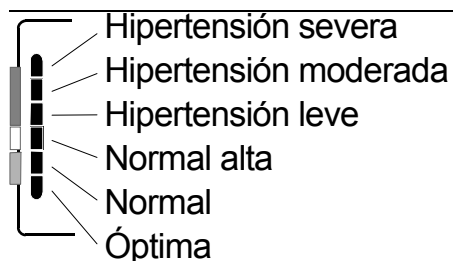 Hipertensión severa
Hipertensión moderada
Hipertensión leve
Normal alta
Normal
Óptima